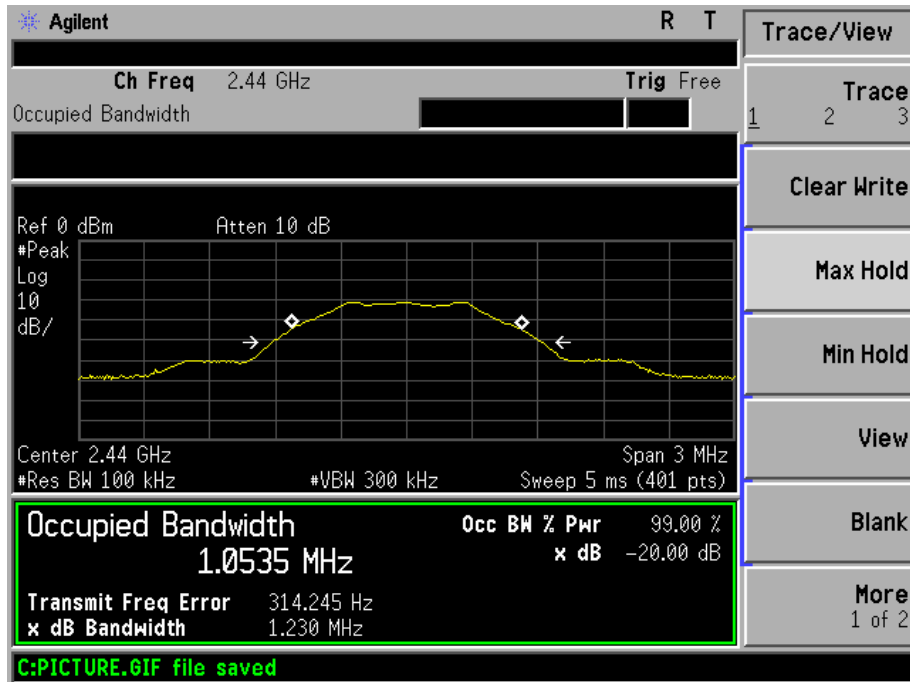 Agilent R T
Ch Freq 2.44 GHz Trig Free
Occupied Bandwidth
Ref 0 dBm Atten 10 dB
#Peak
Log
10
dB/
Center 2.44 GHz Span 3 MHz
#Res BW 100 kHz #VBW 300 kHz Sweep 5 ms (401 pts)
Occupied Bandwidth Occ BW % Pwr 99.00 %
1.0535 MHz x dB -20.00 dB
Transmit Freq Error 314.245 Hz
x dB Bandwidth 1.230 MHz
C:PICTURE.GIF file saved
Trace/View
Trace
1 2 3
Clear Write
Max Hold
Min Hold
View
Blank
More
1 of 2